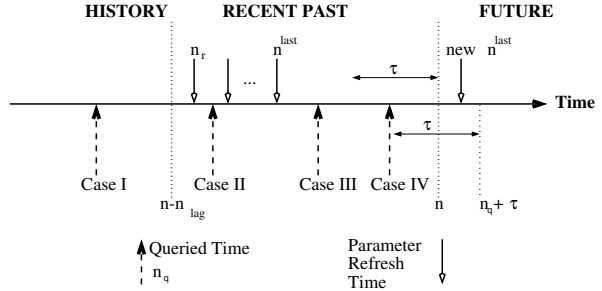 HISTORY RECENT PAST FUTURE
n_r n^last new n^last
...
τ
Time
τ
Case I Case II Case III Case IV
n-n_lag n n_q+ τ
Queried Time Parameter
n_q Refresh
Time